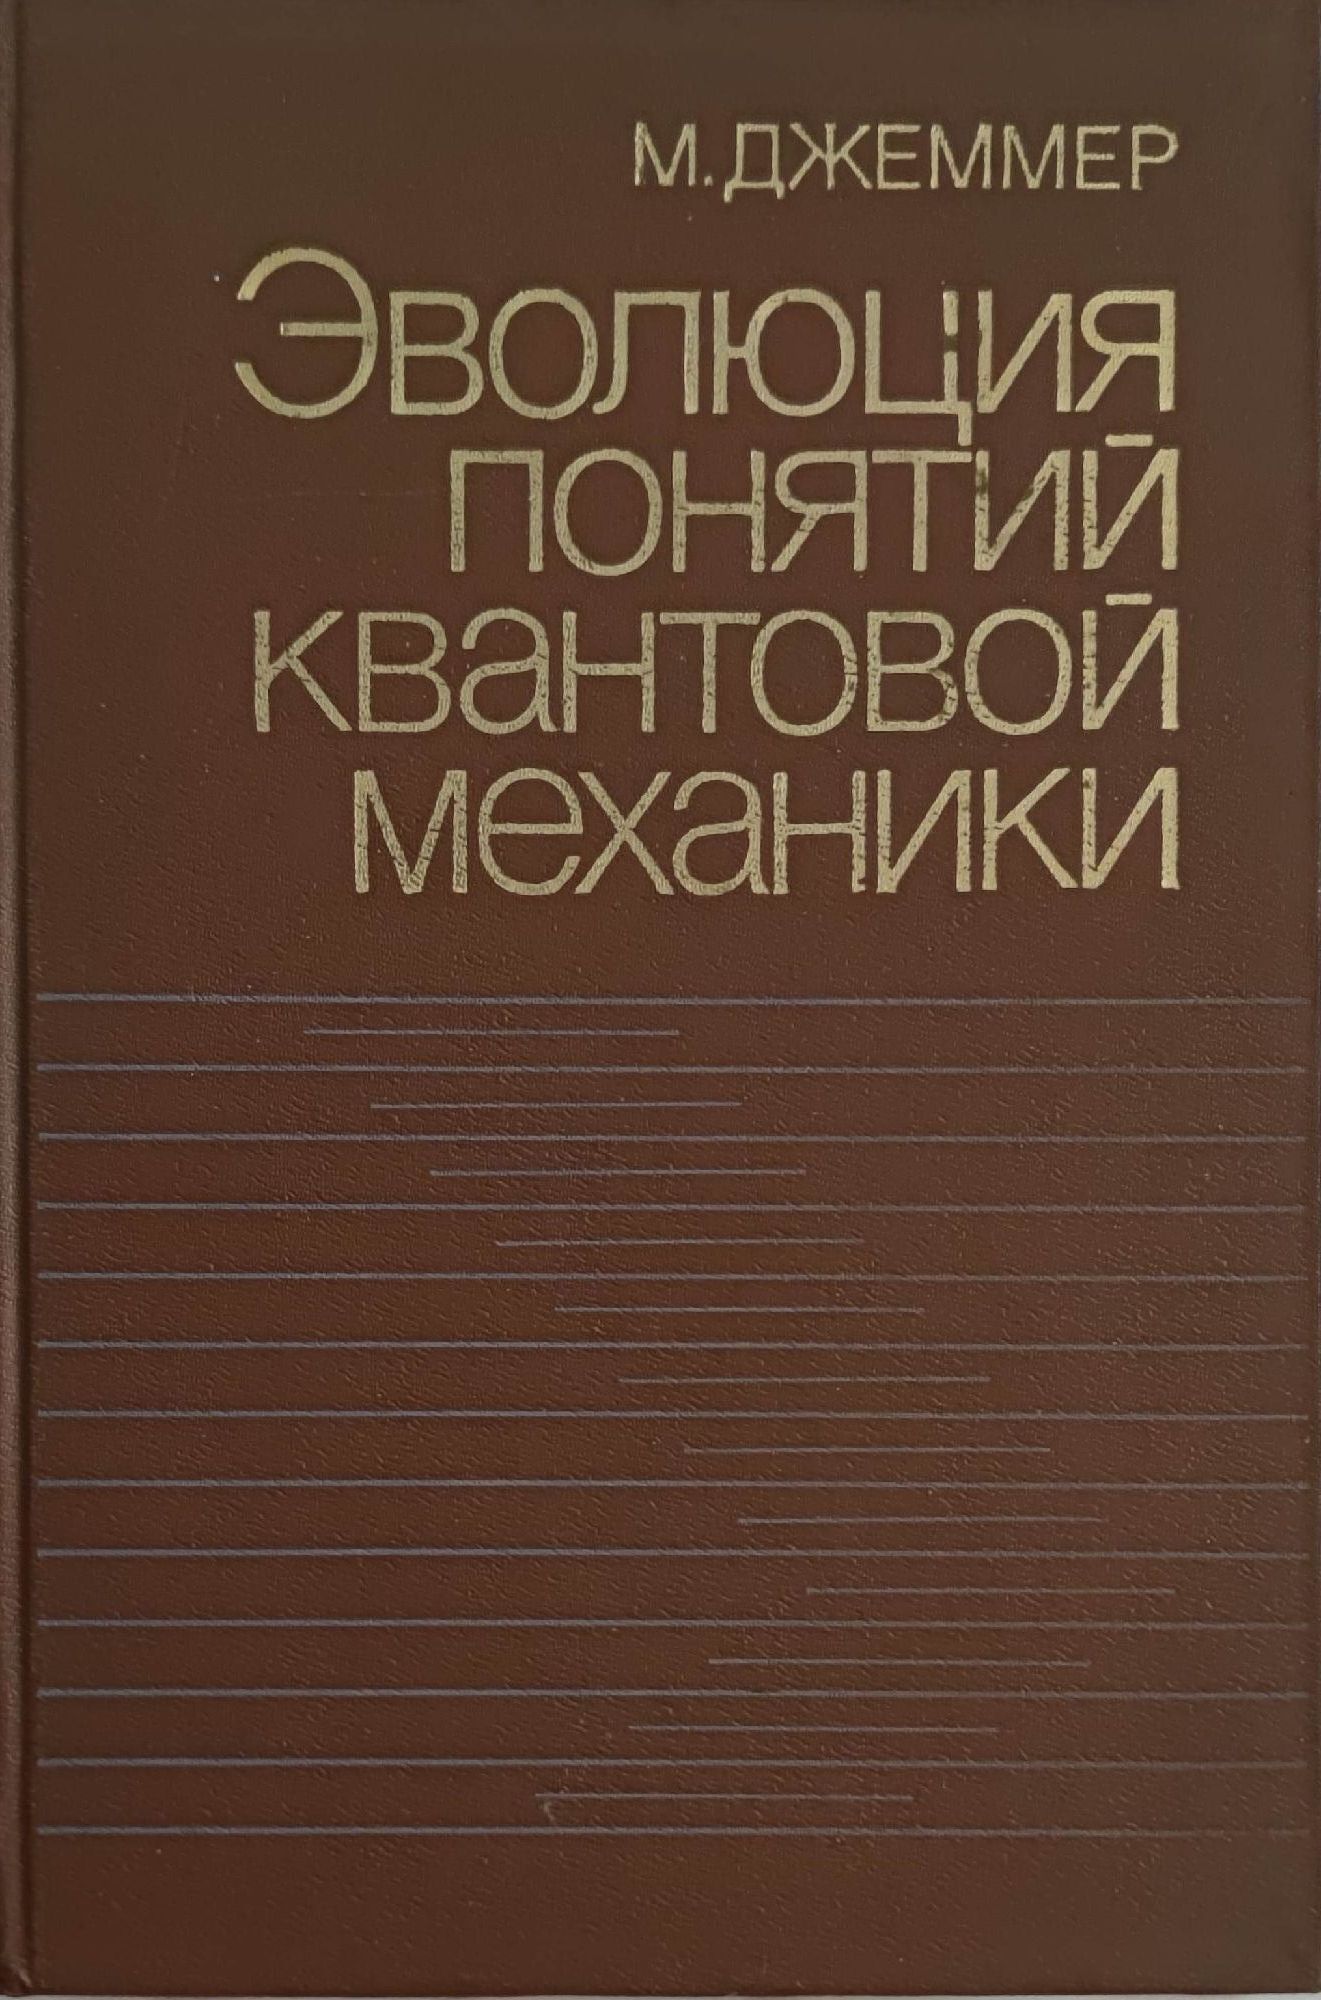 М. ДЖЕММЕР
Эволюция
понятий
квантовой
механики